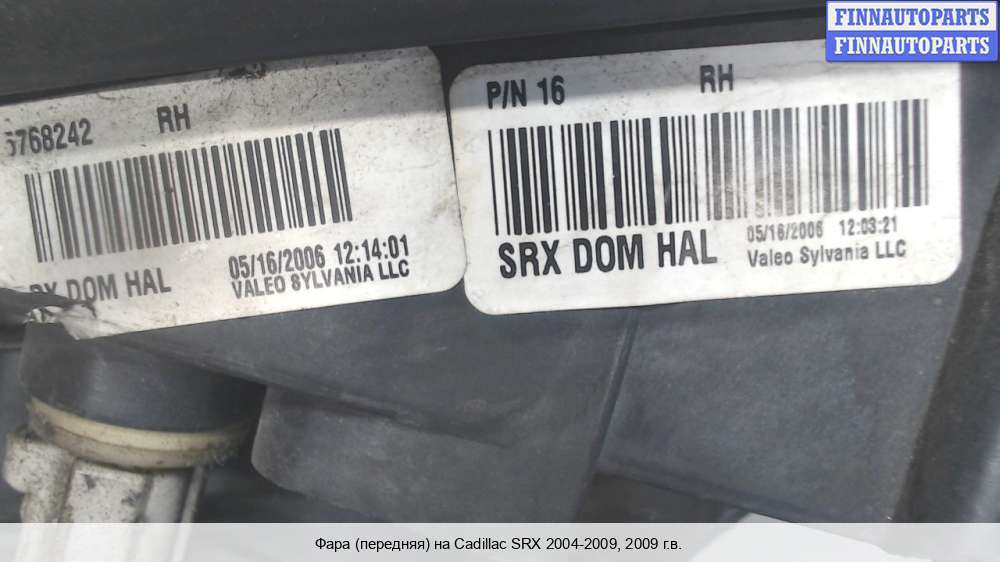 FINNAUTOPARTS
FINNAUTOPARTS
5768242 RH
DOM HAL
05/16/2006 12:14:01
VALEO SYLVANIA LLC
P/N 16 RH
SRX DOM HAL
05/16/2006 12:03:21
Valeo Sylvania LLC
Фара (передняя) на Cadillac SRX 2004-2009, 2009 г.в.